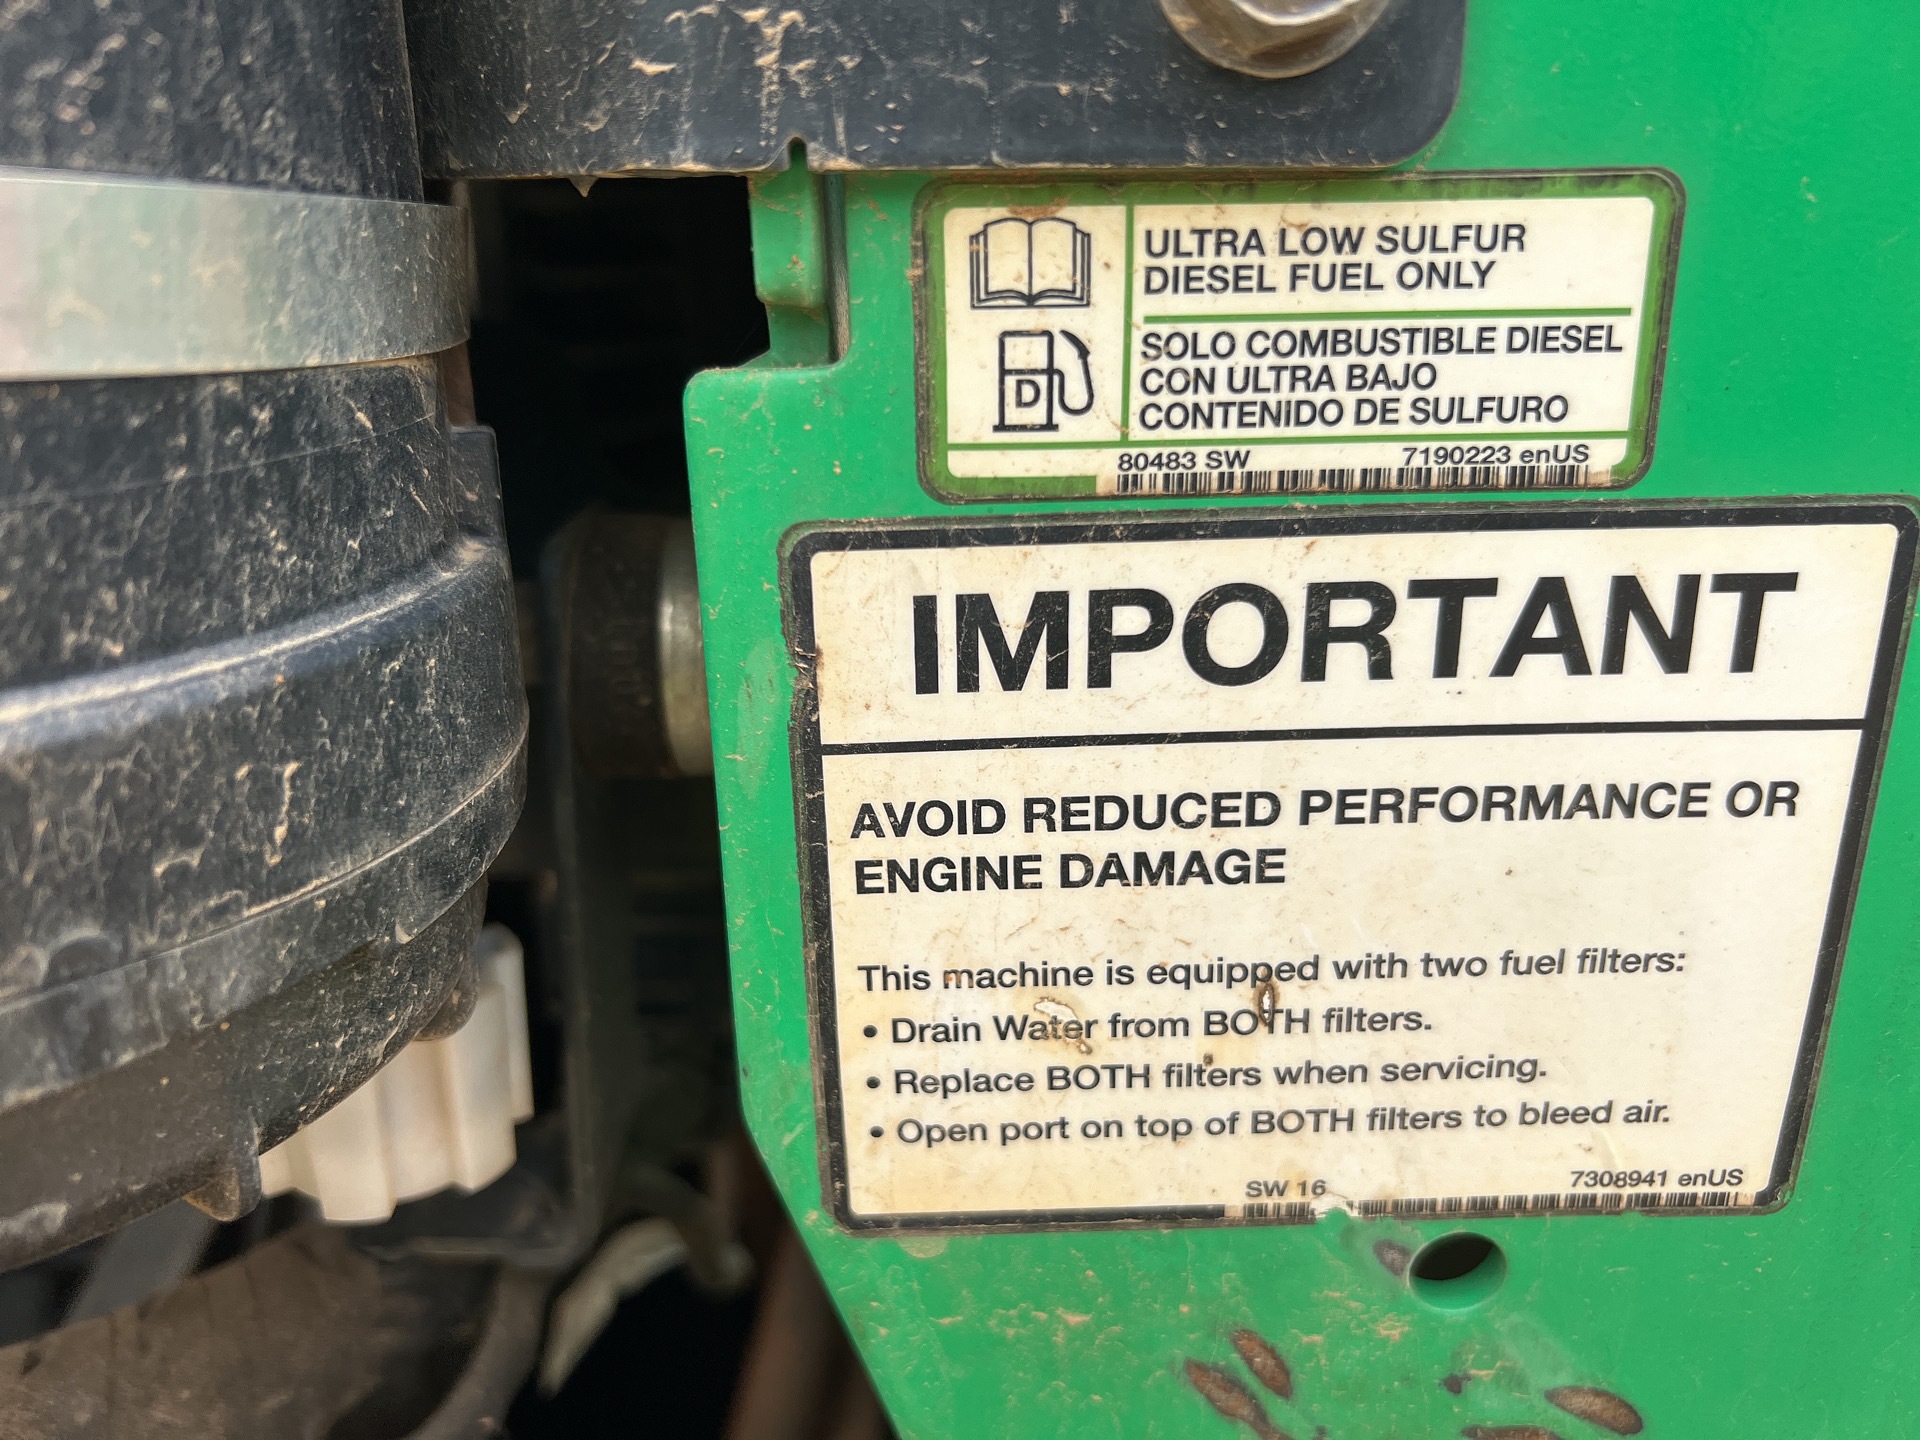 ULTRA LOW SULFUR
DIESEL FUEL ONLY
D
SOLO COMBUSTIBLE DIESEL
CON ULTRA BAJO
CONTENIDO DE SULFURO
80483 SW 7190223 enUS
IMPORTANT
AVOID REDUCED PERFORMANCE OR
ENGINE DAMAGE
This machine is equipped with two fuel filters:
• Drain Water from BOTH filters.
• Replace BOTH filters when servicing.
• Open port on top of BOTH filters to bleed air.
SW 16 7308941 enUS